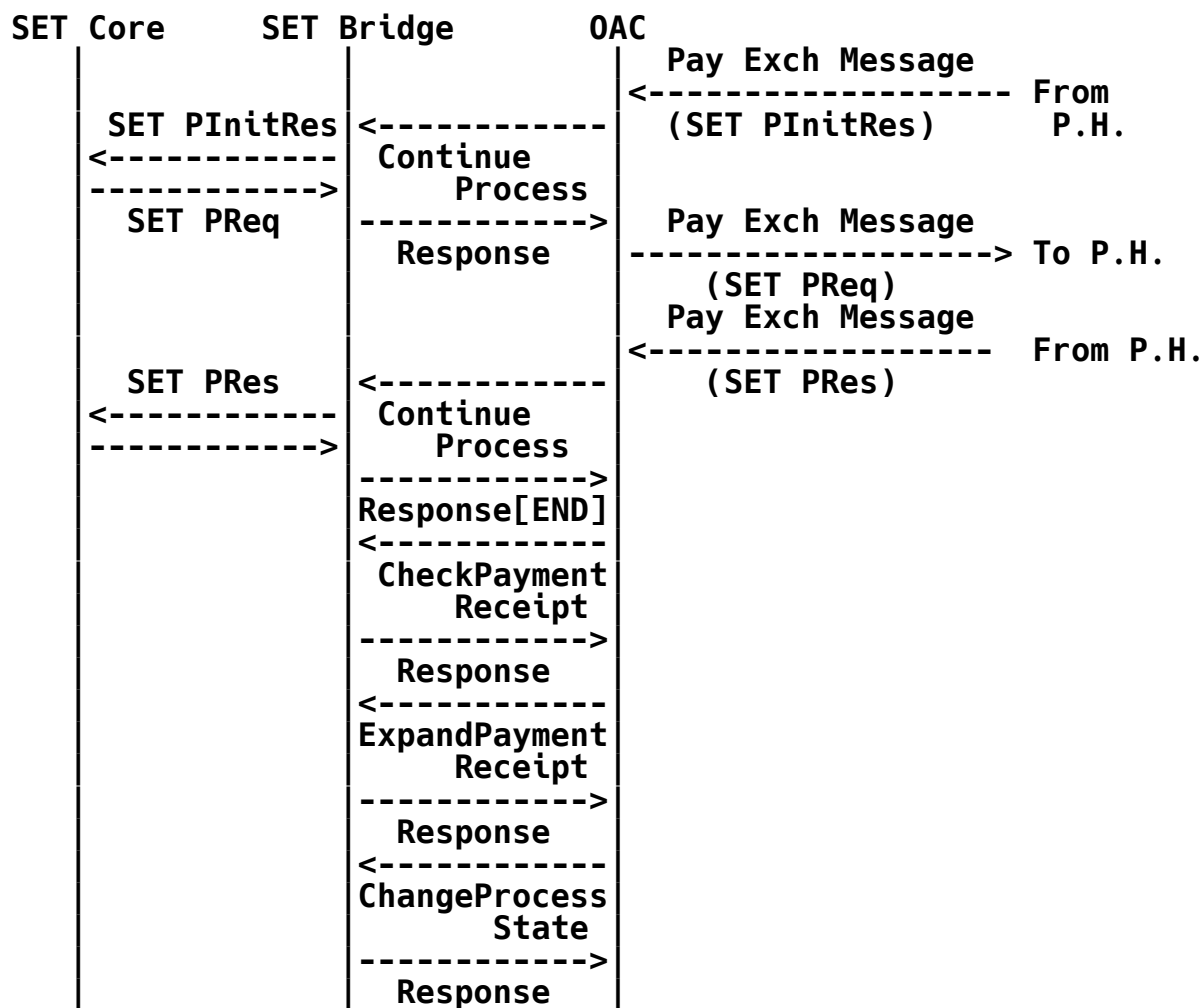 SET Core     SET Bridge       OAC
Pay Exch Message
<------------------- From
SET PInitRes <------------ (SET PInitRes) P.H.
<------------ Continue
-------------> Process
SET PReq -------------> Pay Exch Message
Response -------------------> To P.H.
(SET PReq)
Pay Exch Message
<------------------ From P.H.
SET PRes <------------ (SET PRes)
<------------ Continue
------------> Process
------------>
Response[END]
<------------
CheckPayment
Receipt
------------>
Response
<------------
ExpandPayment
Receipt
------------>
Response
<------------
ChangeProcess
State
------------>
Response